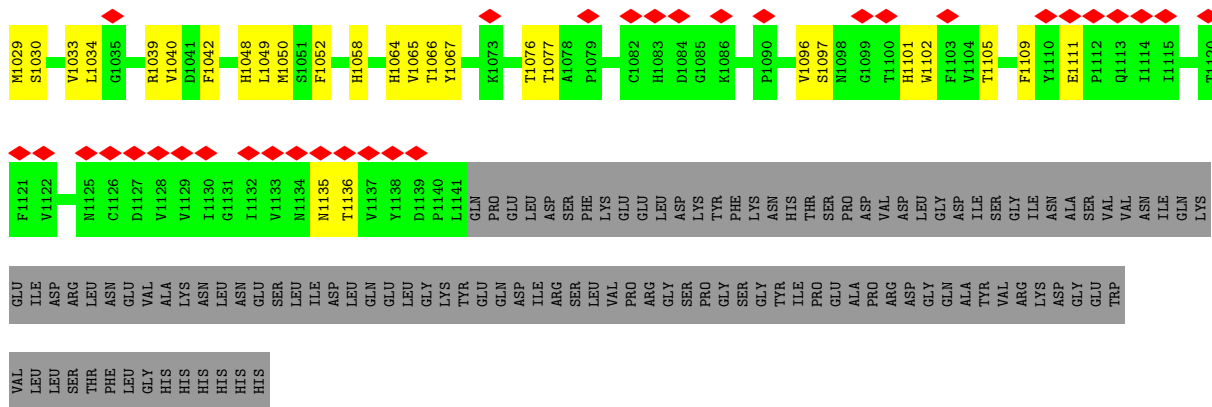 M1029 S1030 V1033 L1034 G1035 R1039 V1040 D1041 F1042 H1048 L1049 M1050 S1051 F1052 H1058 H1064 V1065 T1066 Y1067 K1073 T1076 T1077 A1078 P1079 C1082 H1083 D1084 G1085 K1086 P1090 V1096 S1097 N1098 G1099 T1100 H1101 W1102 F1103 V1104 T1105 F1109 Y1110 E1111 P1112 Q1113 I1114 I1115 T1120
F1121 V1122 N1125 C1126 D1127 V1128 V1129 I1130 G1131 I1132 V1133 N1134 N1135 T1136 V1137 Y1138 D1139 P1140 L1141 GLN PRO GLU LEU ASP SER PHE LYS GLU GLU LEU ASP LYS TYR PHE LYS ASN HIS THR SER PRO ASP VAL ASP LEU GLY ASP ILE SER GLY ILE ASN ALA SER VAL VAL ASN ILE GLN LYS
GLU ILE ASP ARG LEU ASN GLU VAL ALA LYS ASN LEU ASN GLU SER LEU ILE ASP LEU GLN GLU LEU GLY LYS TYR GLU GLN ASP ILE ARG SER LEU VAL PRO ARG GLY SER PRO GLY SER GLY TYR ILE PRO GLU ALA PRO ARG ASP GLY GLN ALA TYR VAL ARG LYS ASP GLY GLU TRP
VAL LEU LEU SER THR PHE LEU GLY HIS HIS HIS HIS HIS HIS